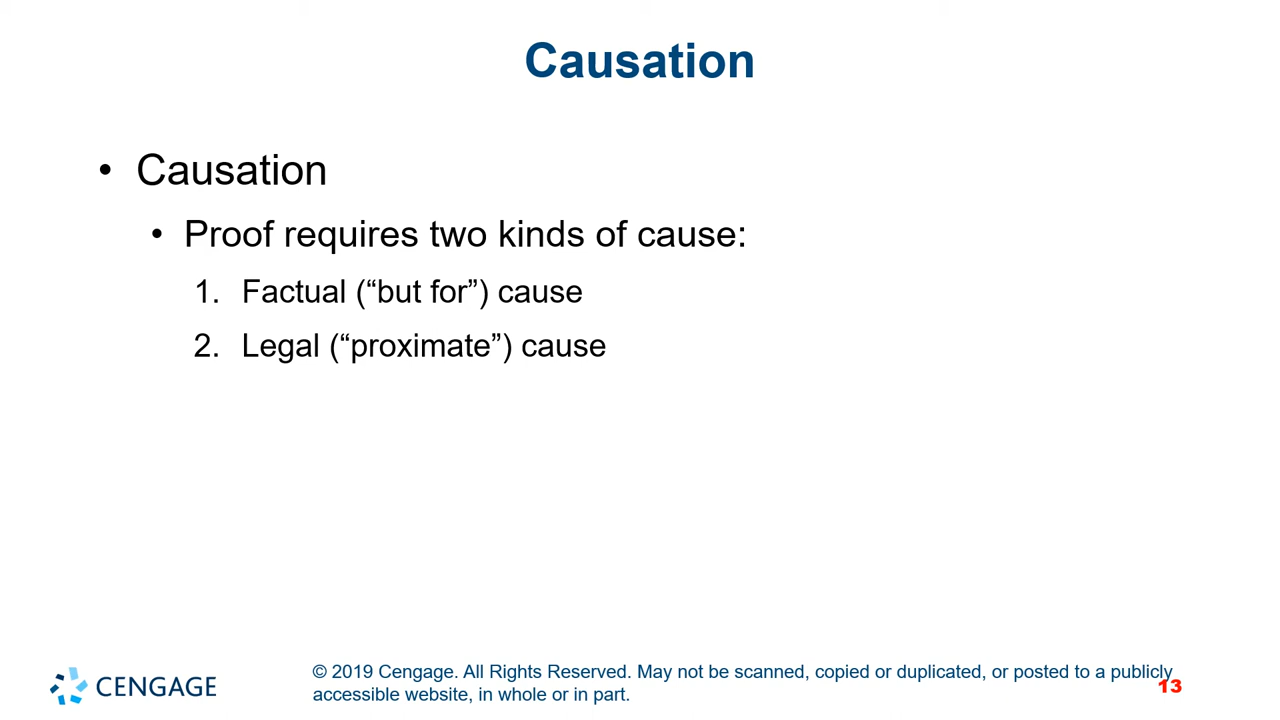 Causation
• Causation
• Proof requires two kinds of cause:
1. Factual (“but for”) cause
2. Legal (“proximate”) cause
CENGAGE
© 2019 Cengage. All Rights Reserved. May not be scanned, copied or duplicated, or posted to a publicly
accessible website, in whole or in part.
13